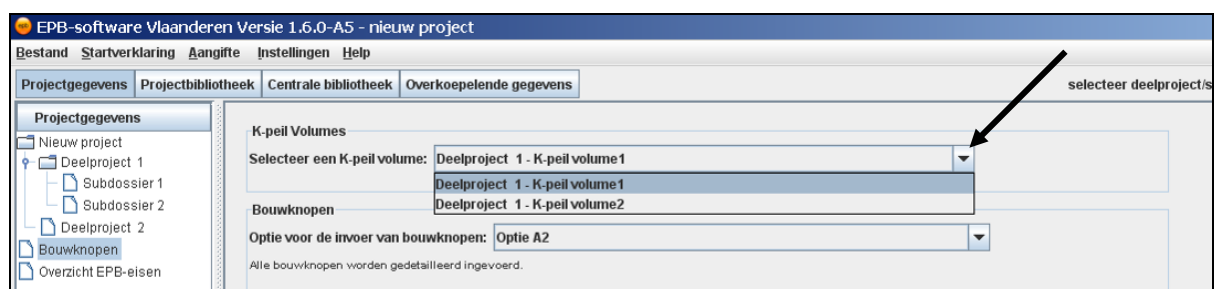 EPB-software Vlaanderen Versie 1.6.0-A5 - nieuw project
Bestand Startverklaring Aangifte Instellingen Help
Projectgegevens Projectbibliotheek Centrale bibliotheek Overkoepelende gegevens selecteer deelproject/s
Projectgegevens
Nieuw project
Deelproject 1
Subdossier 1
Subdossier 2
Deelproject 2
Bouwknopen
Overzicht EPB-eisen
K-peil Volumes
Selecteer een K-peil volume: Deelproject 1 - K-peil volume1
Deelproject 1 - K-peil volume1
Deelproject 1 - K-peil volume2
Bouwknopen
Optie voor de invoer van bouwknopen: Optie A2
Alle bouwknopen worden gedetailleerd ingevoerd.